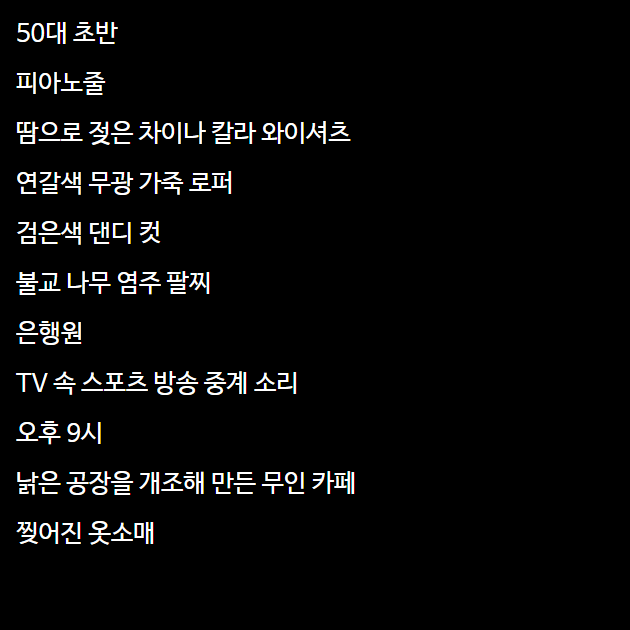 50대 초반
피아노줄
땀으로 젖은 차이나 칼라 와이셔츠
연갈색 무광 가죽 로퍼
검은색 댄디 컷
불교 나무 염주 팔찌
은행원
TV 속 스포츠 방송 중계 소리
오후 9시
낡은 공장을 개조해 만든 무인 카페
찢어진 옷소매